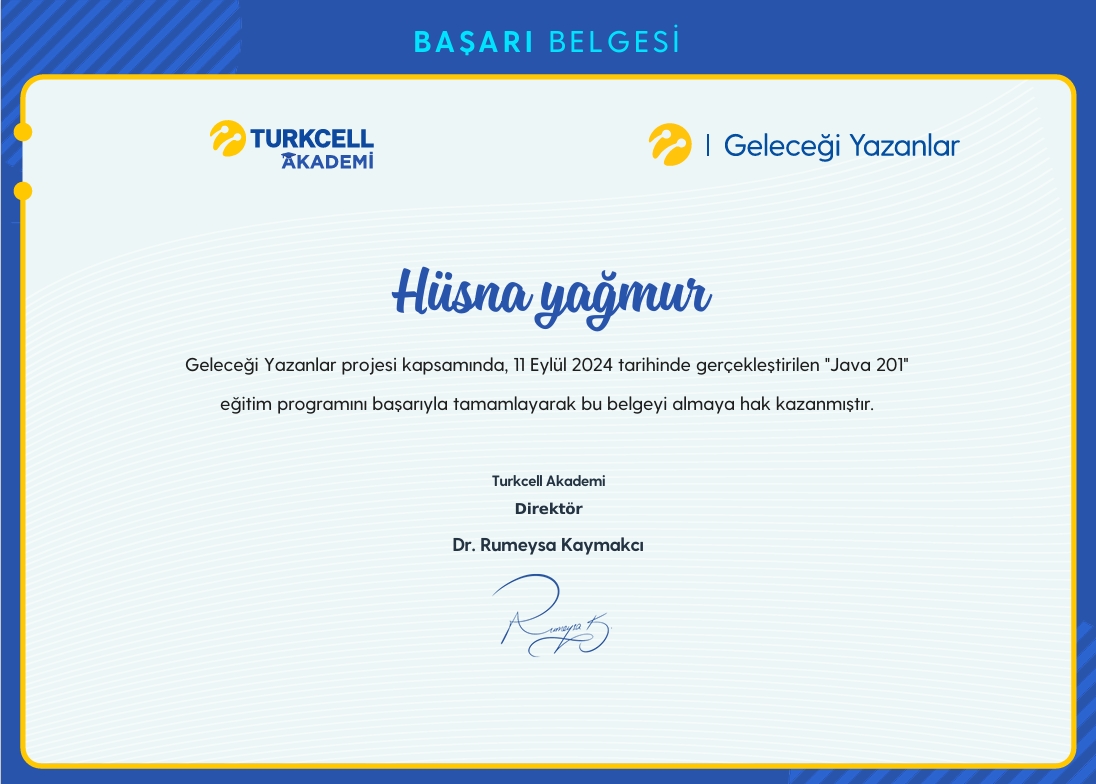 BAŞARI BELGESİ
TURKCELL
AKADEMİ
Geleceği Yazanlar
Hüsna yağmur
Geleceği Yazanlar projesi kapsamında, 11 Eylül 2024 tarihinde gerçekleştirilen "Java 201"
eğitim programını başarıyla tamamlayarak bu belgeyi almaya hak kazanmıştır.
Turkcell Akademi
Direktör
Dr. Rumeysa Kaymakcı
Rumeysa K